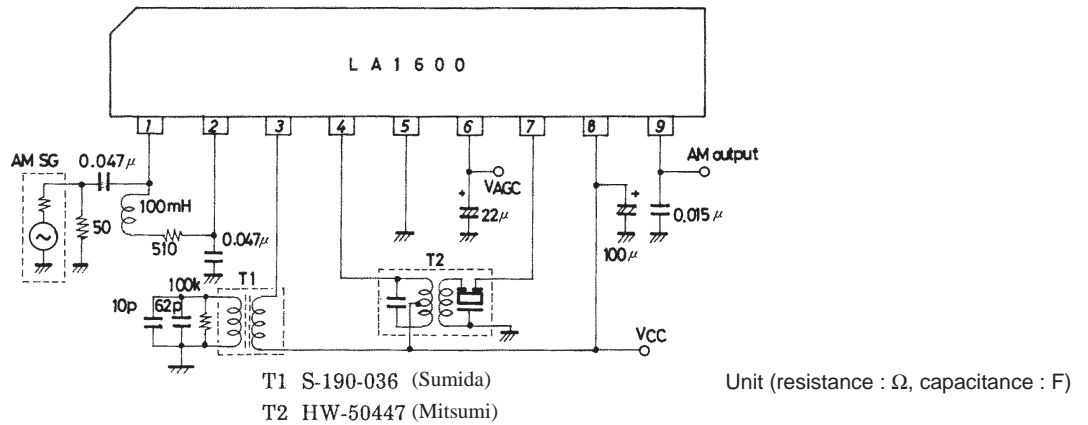 LA1600
1 2 3 4 5 6 7 8 9
AM SG 0.047μ
AM output
VAGC
100mH
50
510
0.047μ
22μ
0.015μ
100μ
T1
T2
100k
10p 62p
VCC
T1 S-190-036 (Sumida)
T2 HW-50447 (Mitsumi)
Unit (resistance : Ω, capacitance : F)